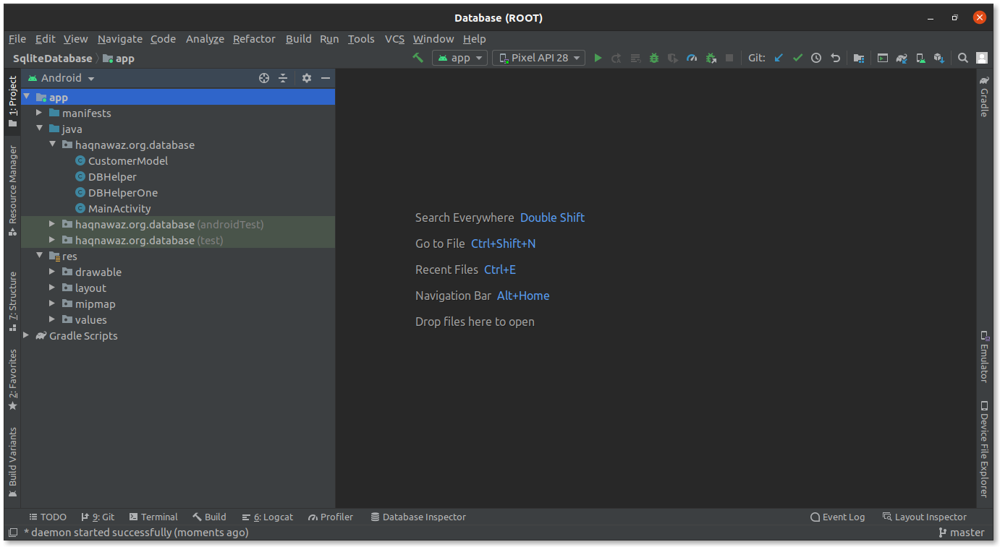 Database (ROOT)
File Edit View Navigate Code Analyze Refactor Build Run Tools VCS Window Help
SqliteDatabase app
app Pixel API 28 Git:
1: Project
Resource Manager
7: Structure
2: Favorites
Build Variants
Android
app
manifests
java
haqnawaz.org.database
CustomerModel
DBHelper
DBHelperOne
MainActivity
haqnawaz.org.database (androidTest)
haqnawaz.org.database (test)
res
drawable
layout
mipmap
values
Gradle Scripts
Search Everywhere Double Shift
Go to File Ctrl+Shift+N
Recent Files Ctrl+E
Navigation Bar Alt+Home
Drop files here to open
Gradle
Emulator
Device File Explorer
TODO 9: Git Terminal Build 6: Logcat Profiler Database Inspector Event Log Layout Inspector
* daemon started successfully (moments ago) master